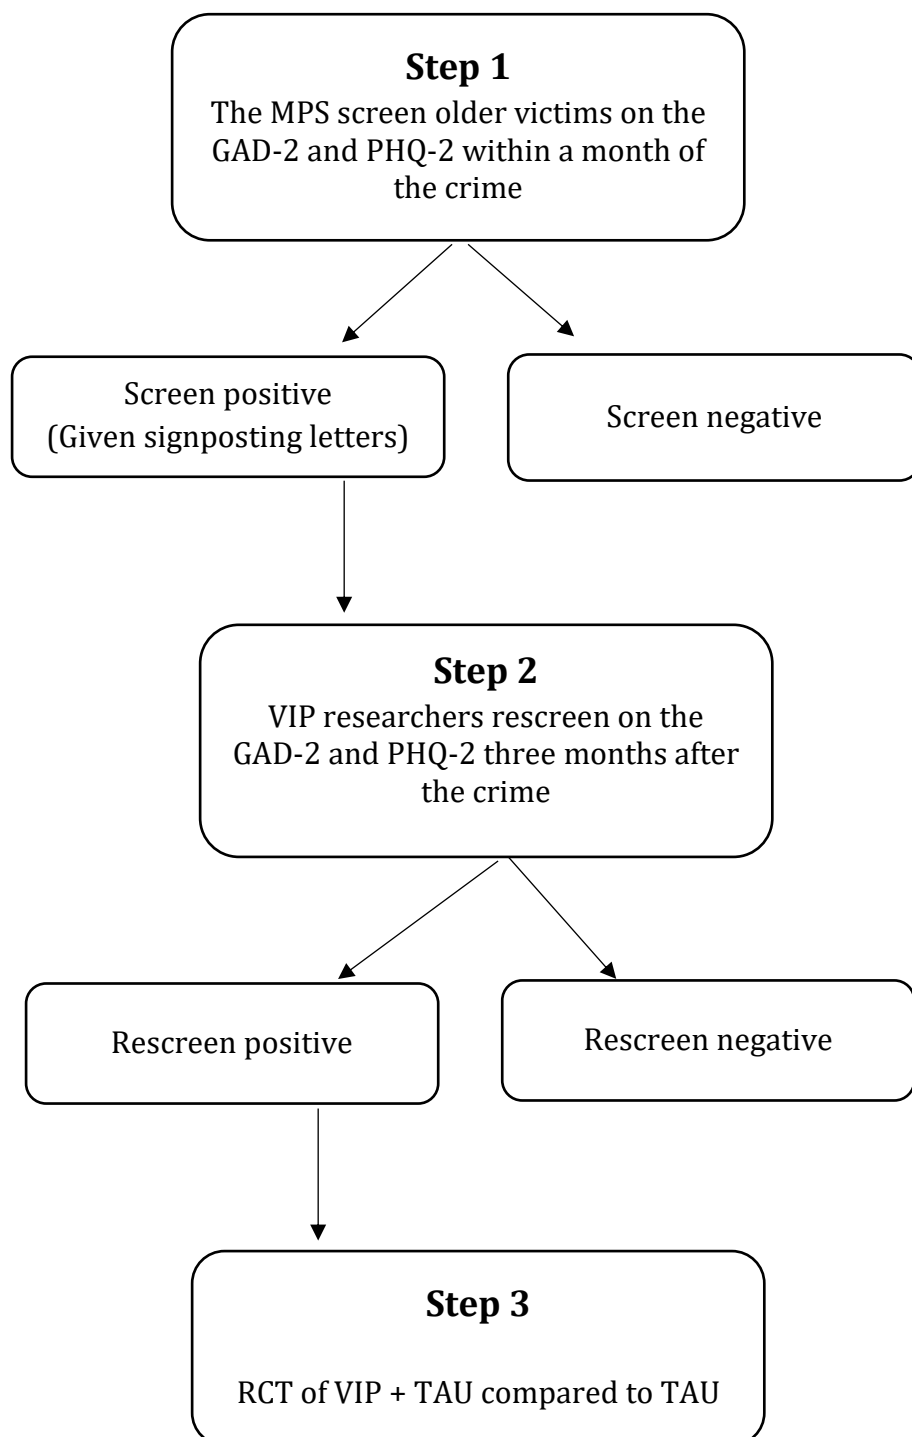 Step 1
The MPS screen older victims on the
GAD-2 and PHQ-2 within a month of
the crime
Screen positive
(Given signposting letters)
Screen negative
Step 2
VIP researchers rescreen on the
GAD-2 and PHQ-2 three months after
the crime
Rescreen positive
Rescreen negative
Step 3
RCT of VIP + TAU compared to TAU